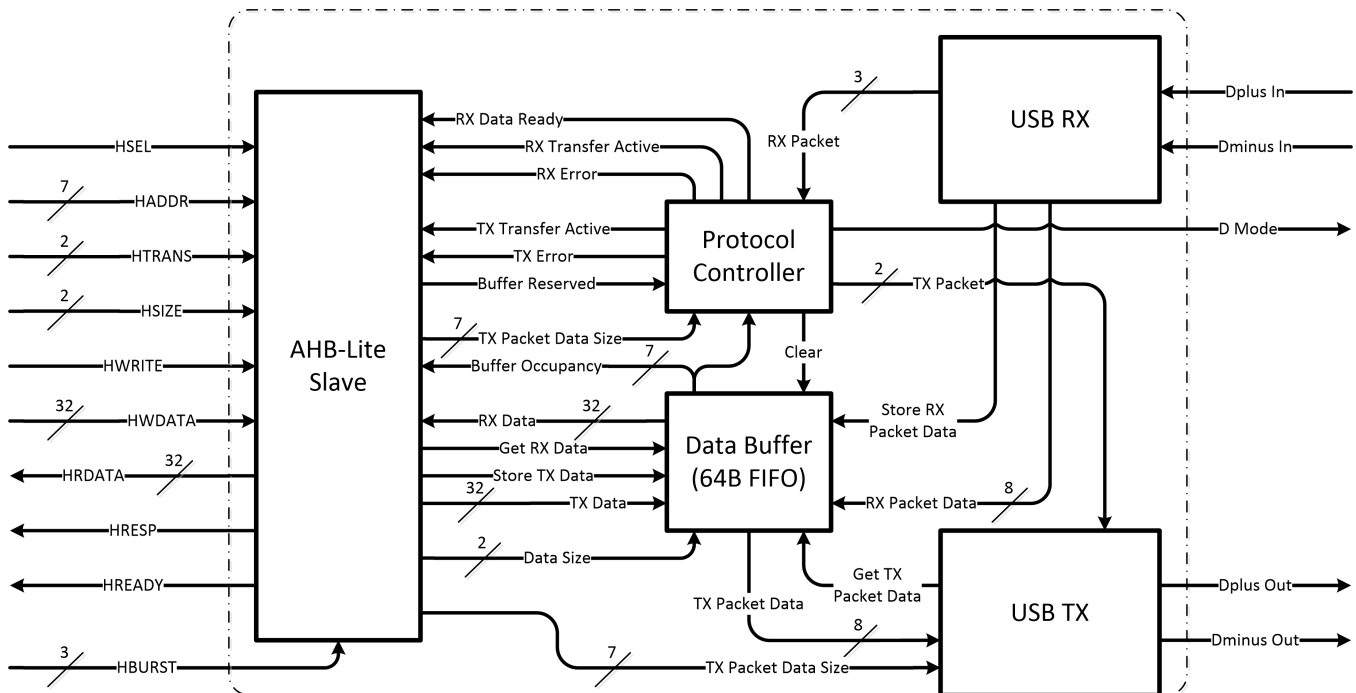 3
USB RX
Dplus In
RX Packet
Dminus In
RX Data Ready
HSEL
RX Transfer Active
RX Error
7
HADDR
TX Transfer Active
Protocol
Controller
D Mode
2
HTRANS
TX Error
2
TX Packet
Buffer Reserved
2
HSIZE
7
TX Packet Data Size
AHB-Lite
Slave
Clear
HWRITE
Buffer Occupancy
7
32
HWDATA
RX Data
32
Store RX
Packet Data
Get RX Data
Data Buffer
(64B FIFO)
HRDATA
32
Store TX Data
32
TX Data
RX Packet Data
8
HRESP
2
Data Size
HREADY
Get TX
Packet Data
Dplus Out
TX Packet Data
USB TX
8
Dminus Out
3
HBURST
7
TX Packet Data Size